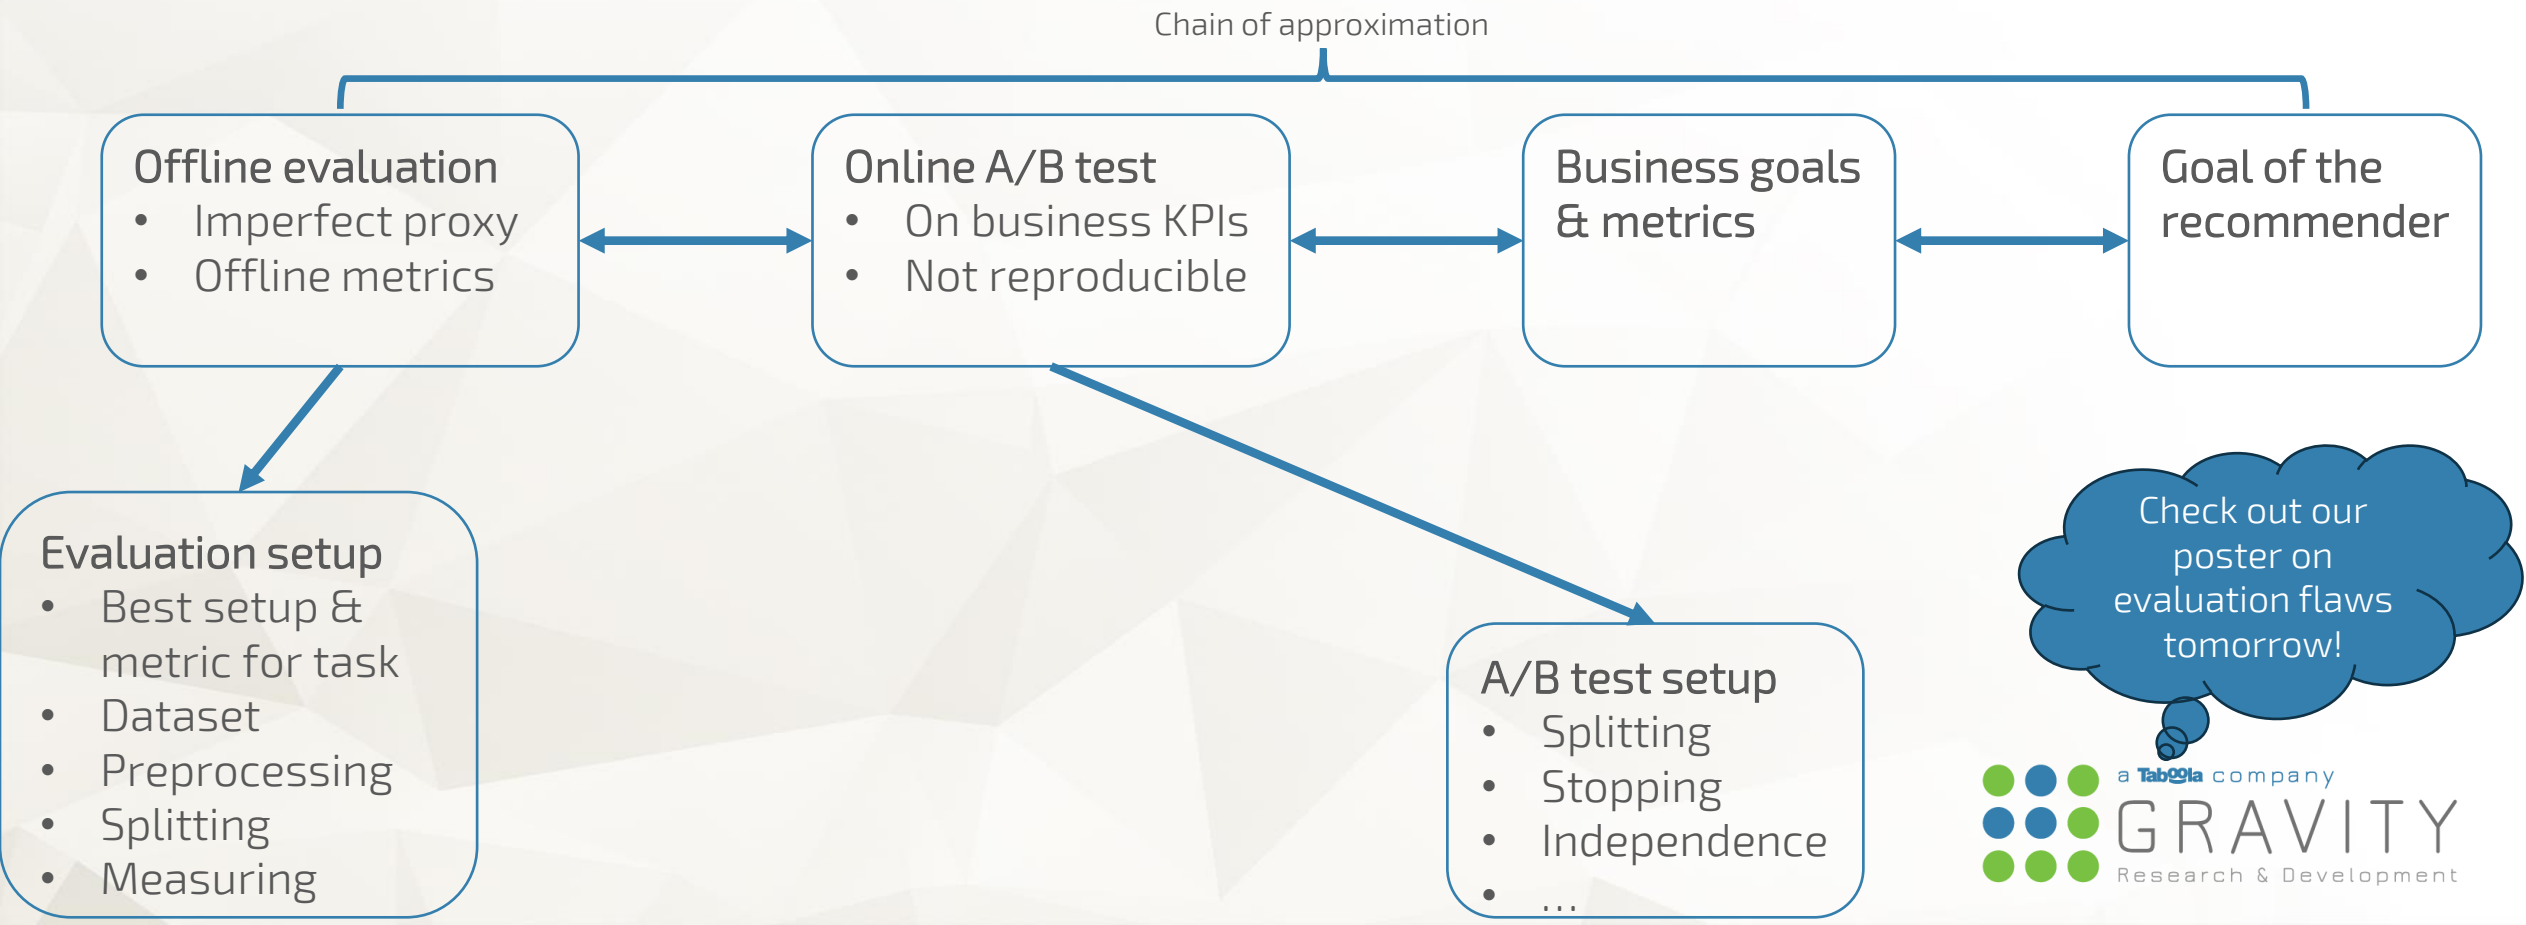 Chain of approximation
Offline evaluation
• Imperfect proxy
• Offline metrics
Online A/B test
• On business KPIs
• Not reproducible
Business goals
& metrics
Goal of the
recommender
Evaluation setup
• Best setup &
metric for task
• Dataset
• Preprocessing
• Splitting
• Measuring
A/B test setup
• Splitting
• Stopping
• Independence
• ...
Check out our
poster on
evaluation flaws
tomorrow!
a Taboola company
GRAVITY
Research & Development